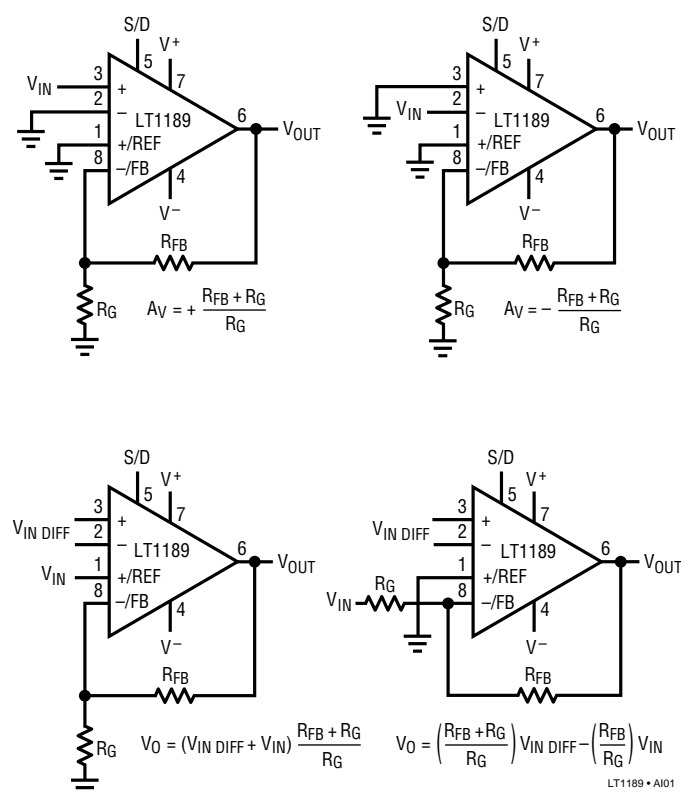 S/D
V+
5
7
3
VIN
+
2
–
LT1189
6
VOUT
1
+/REF
8
–/FB
4
V–
RFB
RG
AV = + RFB + RG
RG
S/D
V+
5
7
3
+
2
VIN
–
LT1189
6
VOUT
1
+/REF
8
–/FB
4
V–
RFB
RG
AV = – RFB + RG
RG
S/D
V+
5
7
3
+
VIN DIFF
2
–
LT1189
6
VOUT
1
VIN
+/REF
8
–/FB
4
V–
RFB
RG
VO = (VIN DIFF + VIN) RFB + RG
RG
S/D
V+
5
7
3
+
VIN DIFF
2
–
LT1189
6
VOUT
RG
1
+/REF
VIN
8
–/FB
4
V–
RFB
VO = (RFB + RG
RG) VIN DIFF – (RFB
RG) VIN
LT1189 • AI01